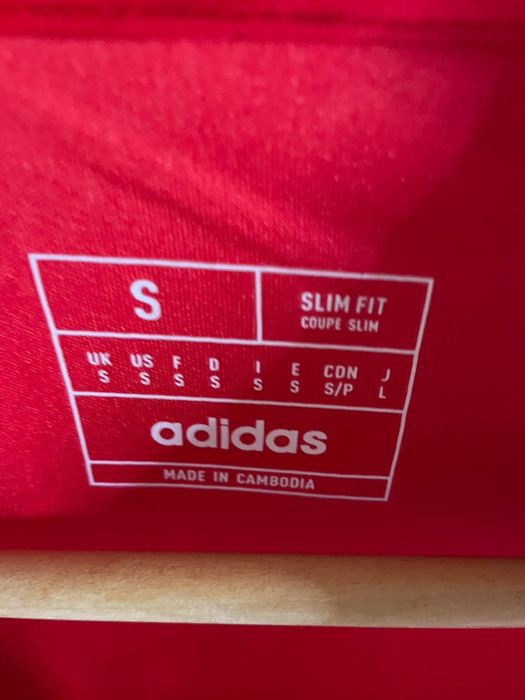 S
SLIM FIT
COUPE SLIM
UK US F D I E CDN J
S S S S S S S/P L
adidas
MADE IN CAMBODIA